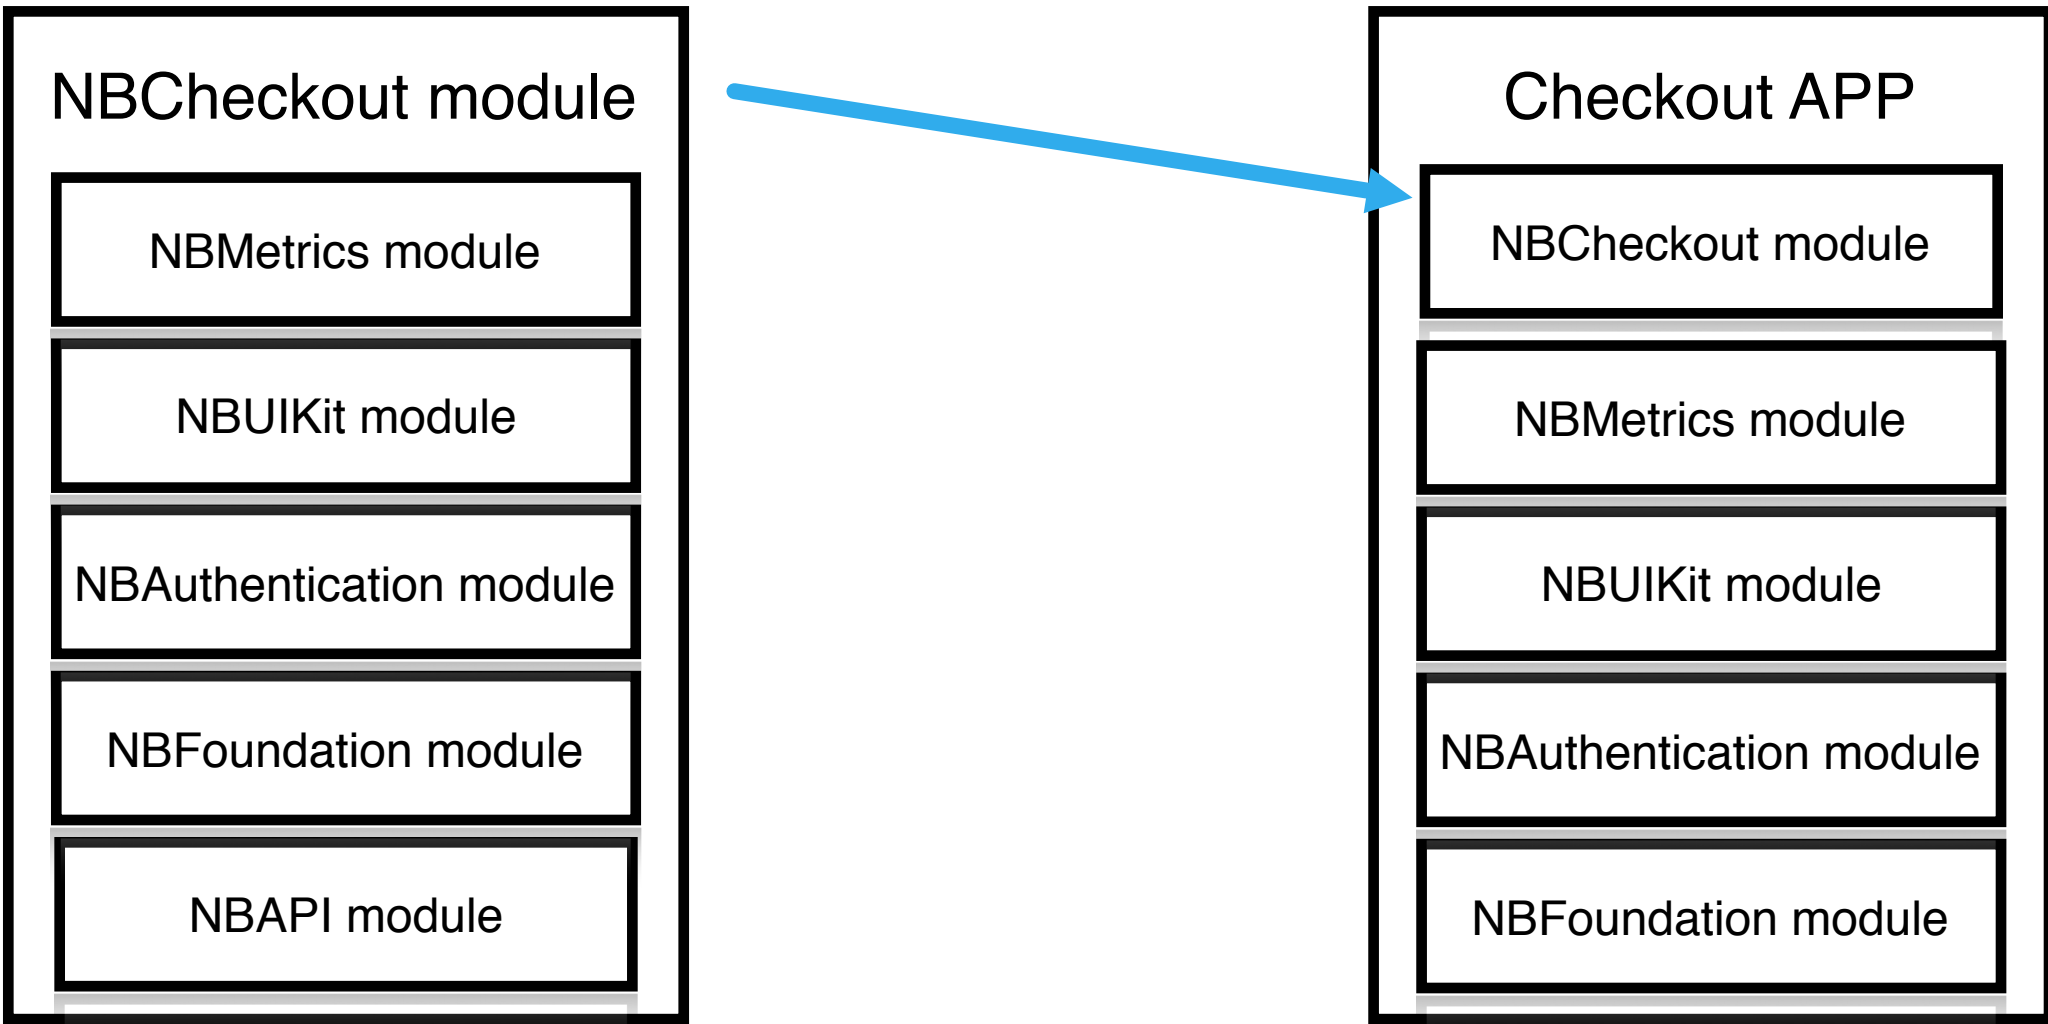 NBCheckout module
NBMetrics module
NBUIKit module
NBAuthentication module
NBFoundation module
NBAPI module
Checkout APP
NBCheckout module
NBMetrics module
NBUIKit module
NBAuthentication module
NBFoundation module